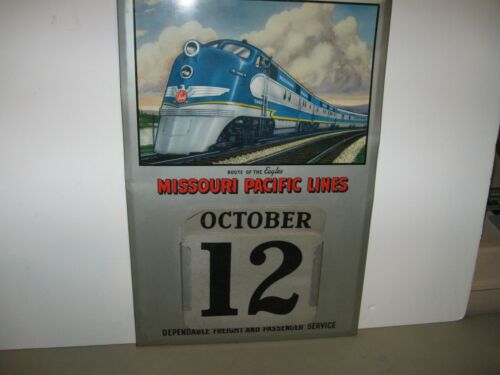 ROUTE OF THE Eagles
MISSOURI PACIFIC LINES
OCTOBER
12
DEPENDABLE FREIGHT AND PASSENGER SERVICE